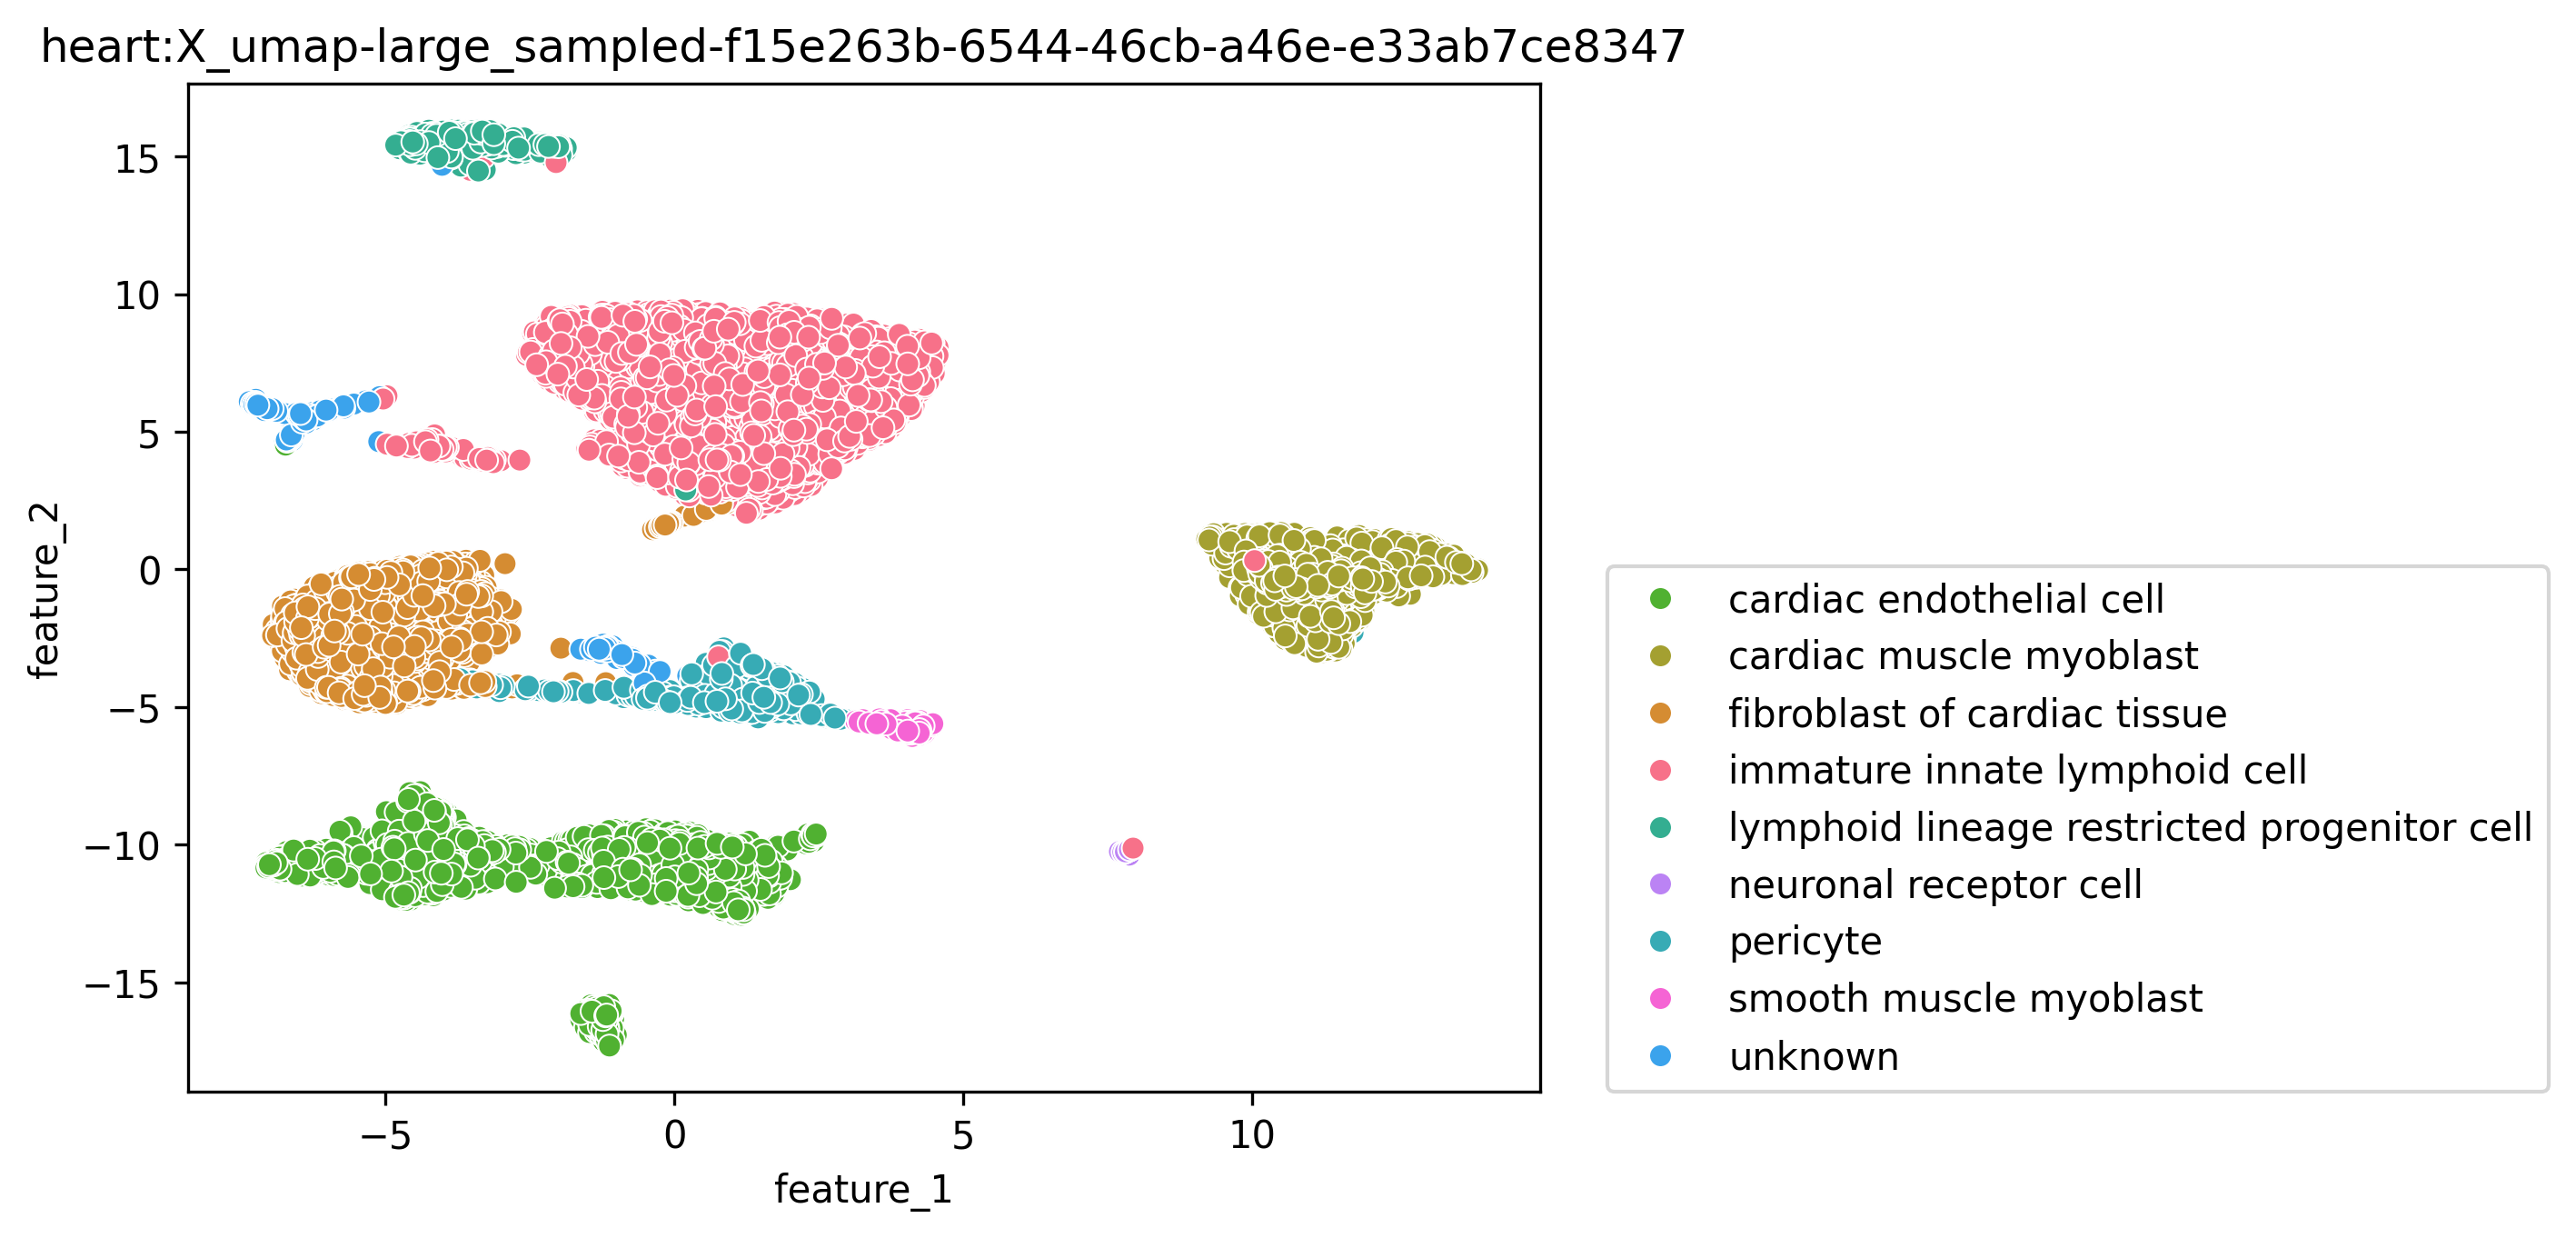 heart:X_umap-large_sampled-f15e263b-6544-46cb-a46e-e33ab7ce8347
15
10
5
0
−5
−10
−15
feature_2
−5
0
5
10
feature_1
cardiac endothelial cell
cardiac muscle myoblast
fibroblast of cardiac tissue
immature innate lymphoid cell
lymphoid lineage restricted progenitor cell
neuronal receptor cell
pericyte
smooth muscle myoblast
unknown